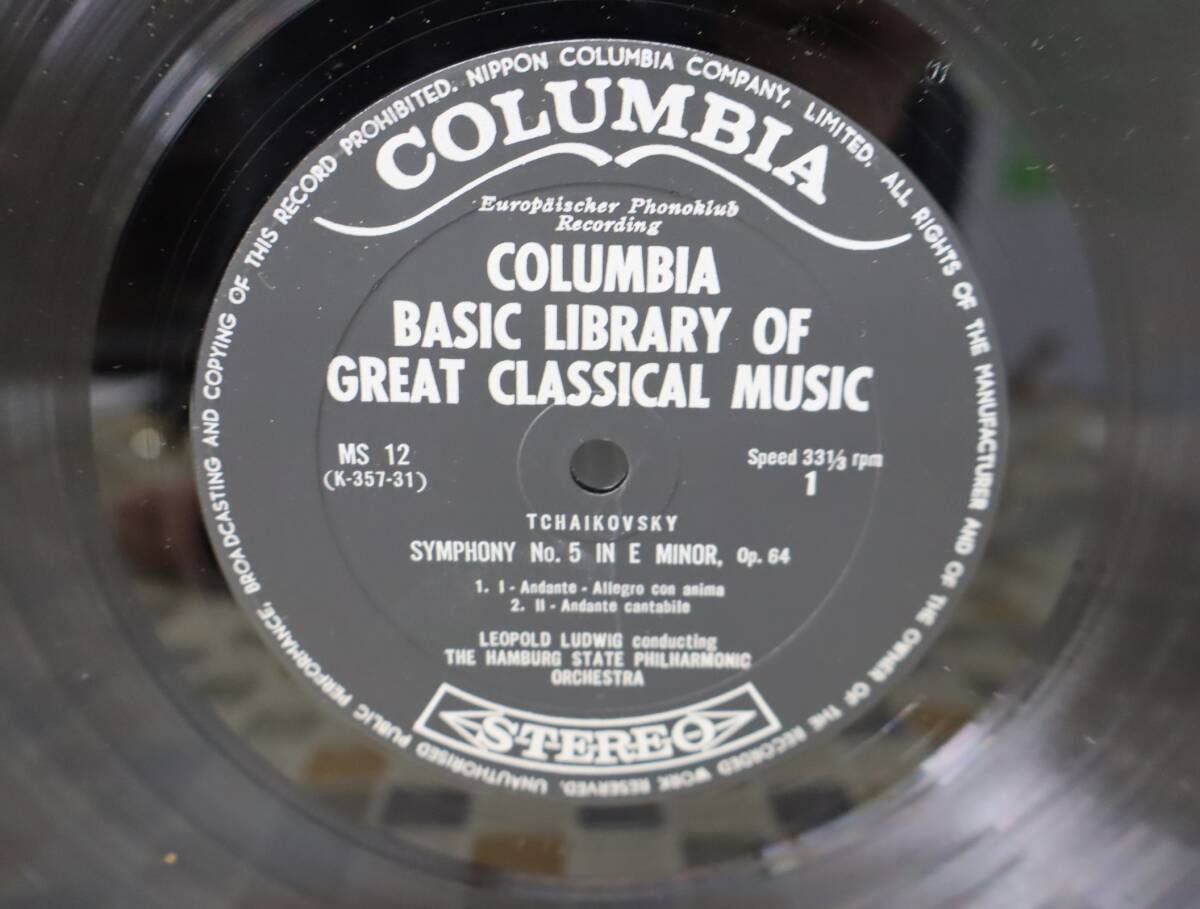 COLUMBIA
Europäischer Phonoklub
Recording
COLUMBIA
BASIC LIBRARY OF
GREAT CLASSICAL MUSIC
MS 12
(K-357-31)
Speed 33 1/3 rpm
1
TCHAIKOVSKY
SYMPHONY No. 5 IN E MINOR, Op. 64
1. I - Andante - Allegro con anima
2. II - Andante cantabile
LEOPOLD LUDWIG conducting
THE HAMBURG STATE PHILHARMONIC
ORCHESTRA
STEREO
NIPPON COLUMBIA COMPANY, LIMITED. ALL RIGHTS OF THE MANUFACTURER AND OF THE OWNER OF THE RECORDED WORK RESERVED. UNAUTHORISED PUBLIC PERFORMANCE, BROADCASTING AND COPYING OF THIS RECORD PROHIBITED.